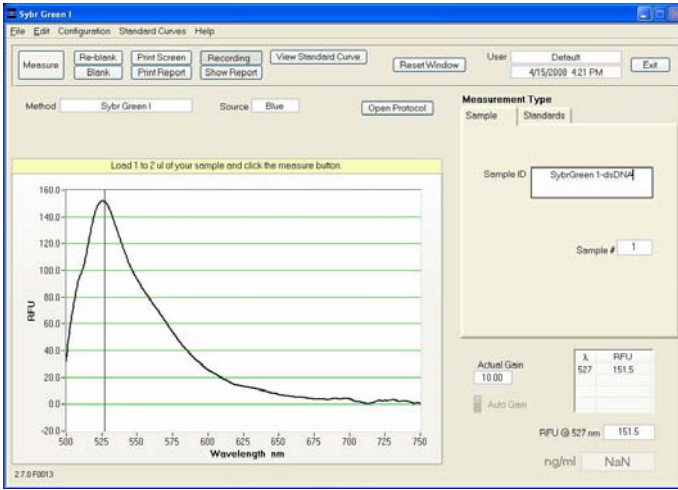 Sybr Green I
File Edit Configuration Standard Curves Help
Measure
Re-blank Print Screen Recording View Standard Curve
Blank Print Report Show Report
Reset Window
User Default
4/15/2008 4:21 PM
Exit
Method Sybr Green I Source Blue Open Protocol
Measurement Type
Sample Standards
Load 1 to 2 ul of your sample and click the measure button.
Sample ID SybrGreen 1-dsDNA
Sample # 1
RFU
160.0
140.0
120.0
100.0
80.0
60.0
40.0
20.0
0.0
-20.0
500 525 550 575 600 625 650 675 700 725 750
Wavelength nm
Actual Gain
10.00
Auto Gain
λ RFU
527 151.5
RFU @ 527 nm 151.5
ng/ml NaN
2.7.0 F0013